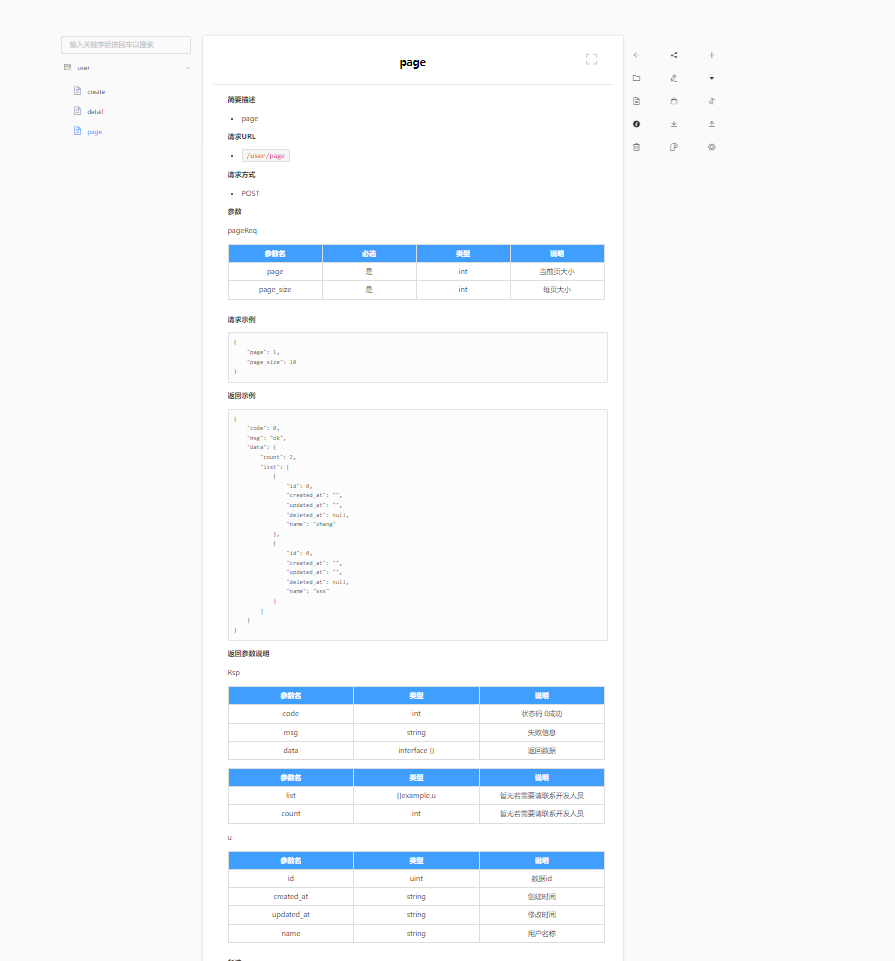 输入关键字后按回车以搜索
user
create
detail
page
page
简要描述
page
请求URL
/user/page
请求方式
POST
参数
pageReq
参数名 必选 类型 说明
page 是 int 当前页大小
page_size 是 int 每页大小
请求示例
{
"page": 1,
"page_size": 10
}
返回示例
{
"code": 0,
"msg": "ok",
"data": {
"count": 2,
"list": [
{
"id": 0,
"created_at": "",
"updated_at": "",
"deleted_at": null,
"name": "zhang"
},
{
"id": 0,
"created_at": "",
"updated_at": "",
"deleted_at": null,
"name": "sss"
}
]
}
}
返回参数说明
Rsp
参数名 类型 说明
code int 状态码 0成功
msg string 失败信息
data interface {} 返回数据
参数名 类型 说明
list []example.u 暂无若需要请联系开发人员
count int 暂无若需要请联系开发人员
u
参数名 类型 说明
id uint 数据id
created_at string 创建时间
updated_at string 修改时间
name string 用户名称